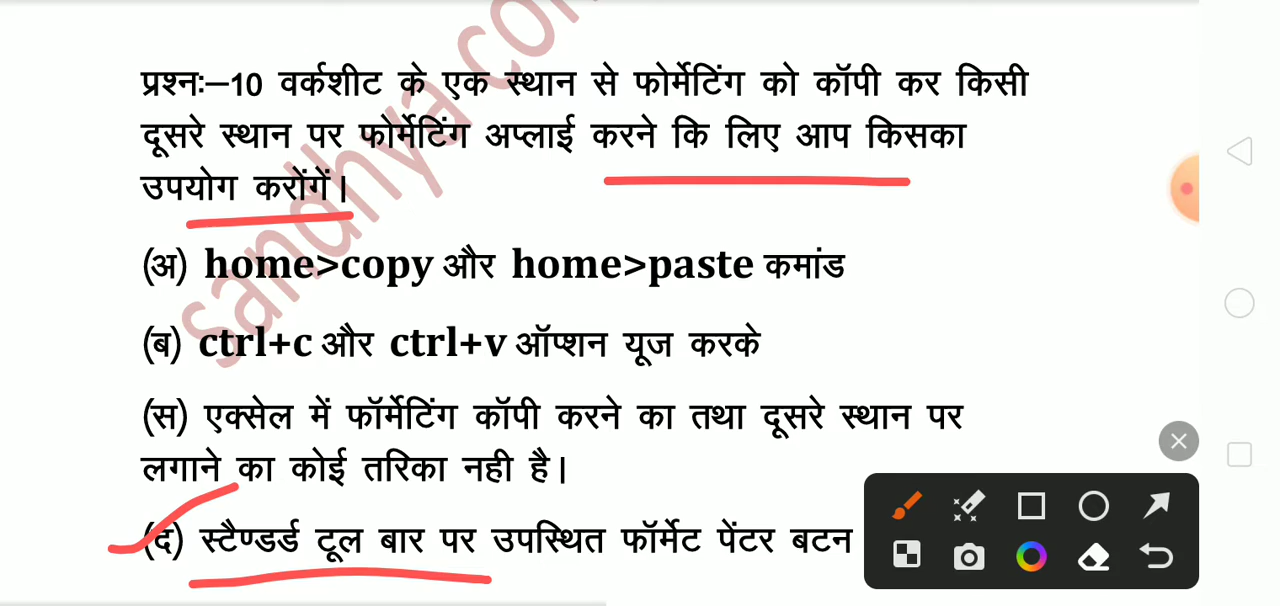 प्रश्नः–10 वर्कशीट के एक स्थान से फोर्मेटिंग को कॉपी कर किसी
दूसरे स्थान पर फोर्मेटिंग अप्लाई करने कि लिए आप किसका
उपयोग करोंगें।
(अ) home>copy और home>paste कमांड
(ब) ctrl+c और ctrl+v ऑप्शन यूज करके
(स) एक्सेल में फॉर्मेटिंग कॉपी करने का तथा दूसरे स्थान पर
लगाने का कोई तरिका नही है।
(द) स्टैण्डर्ड टूल बार पर उपस्थित फॉर्मेट पेंटर बटन
sandhya com